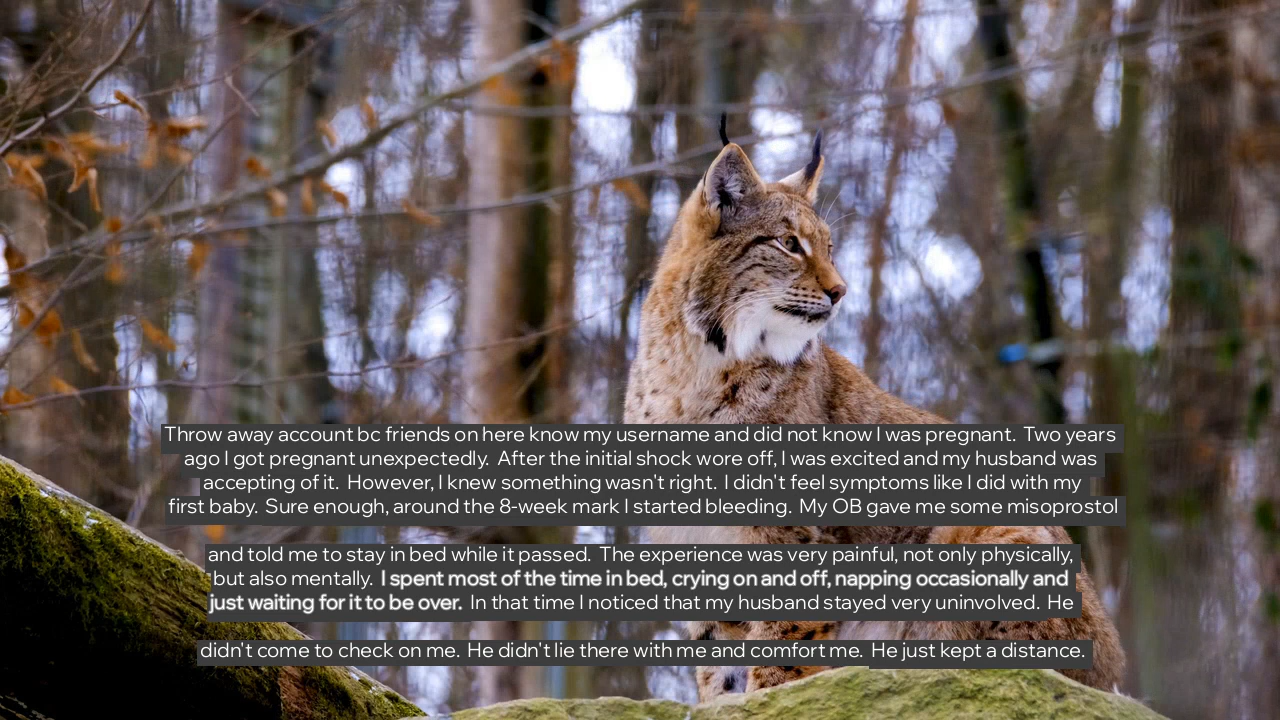 Throw away account bc friends on here know my username and did not know I was pregnant. Two years
ago I got pregnant unexpectedly. After the initial shock wore off, I was excited and my husband was
accepting of it. However, I knew something wasn't right. I didn't feel symptoms like I did with my
first baby. Sure enough, around the 8-week mark I started bleeding. My OB gave me some misoprostol
and told me to stay in bed while it passed. The experience was very painful, not only physically,
but also mentally. I spent most of the time in bed, crying on and off, napping occasionally and
just waiting for it to be over. In that time I noticed that my husband stayed very uninvolved. He
didn't come to check on me. He didn't lie there with me and comfort me. He just kept a distance.